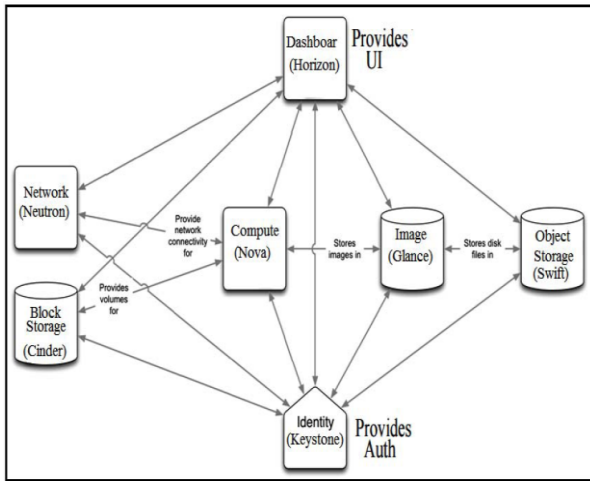 Dashboar
(Horizon)
Provides
UI
Network
(Neutron)
Provide
network
connectivity
for
Compute
(Nova)
Stores
images in
Image
(Glance)
Stores disk
files in
Object
Storage
(Swift)
Provides
volumes
for
Block
Storage
(Cinder)
Identity
(Keystone)
Provides
Auth